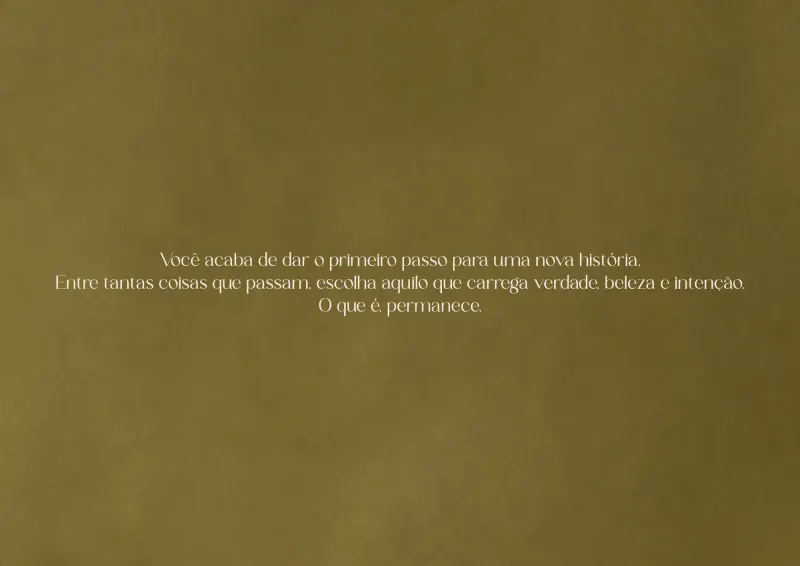 Você acaba de dar o primeiro passo para uma nova história.
Entre tantas coisas que passam, escolha aquilo que carrega verdade, beleza e intenção.
O que é, permanece.